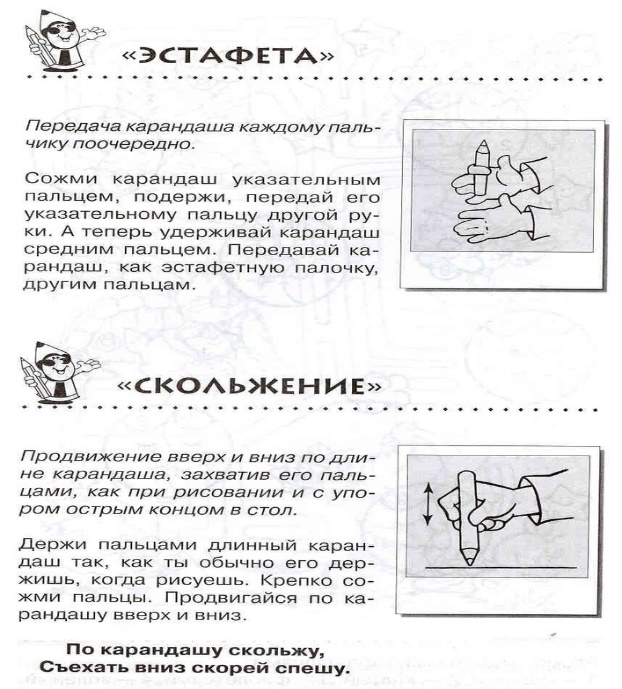 «ЭСТАФЕТА»
Передача карандаша каждому паль-
чику поочередно.
Сожми карандаш указательным
пальцем, подержи, передай его
указательному пальцу другой ру-
ки. А теперь удерживай карандаш
средним пальцем. Передавай ка-
рандаш, как эстафетную палочку,
другим пальцам.
«СКОЛЬЖЕНИЕ»
Продвижение вверх и вниз по дли-
не карандаша, захватив его паль-
цами, как при рисовании и с упо-
ром острым концом в стол.
Держи пальцами длинный каран-
даш так, как ты обычно его дер-
жишь, когда рисуешь. Крепко со-
жми пальцы. Продвигайся по ка-
рандашу вверх и вниз.
По карандашу скольжу,
Съехать вниз скорей спешу.